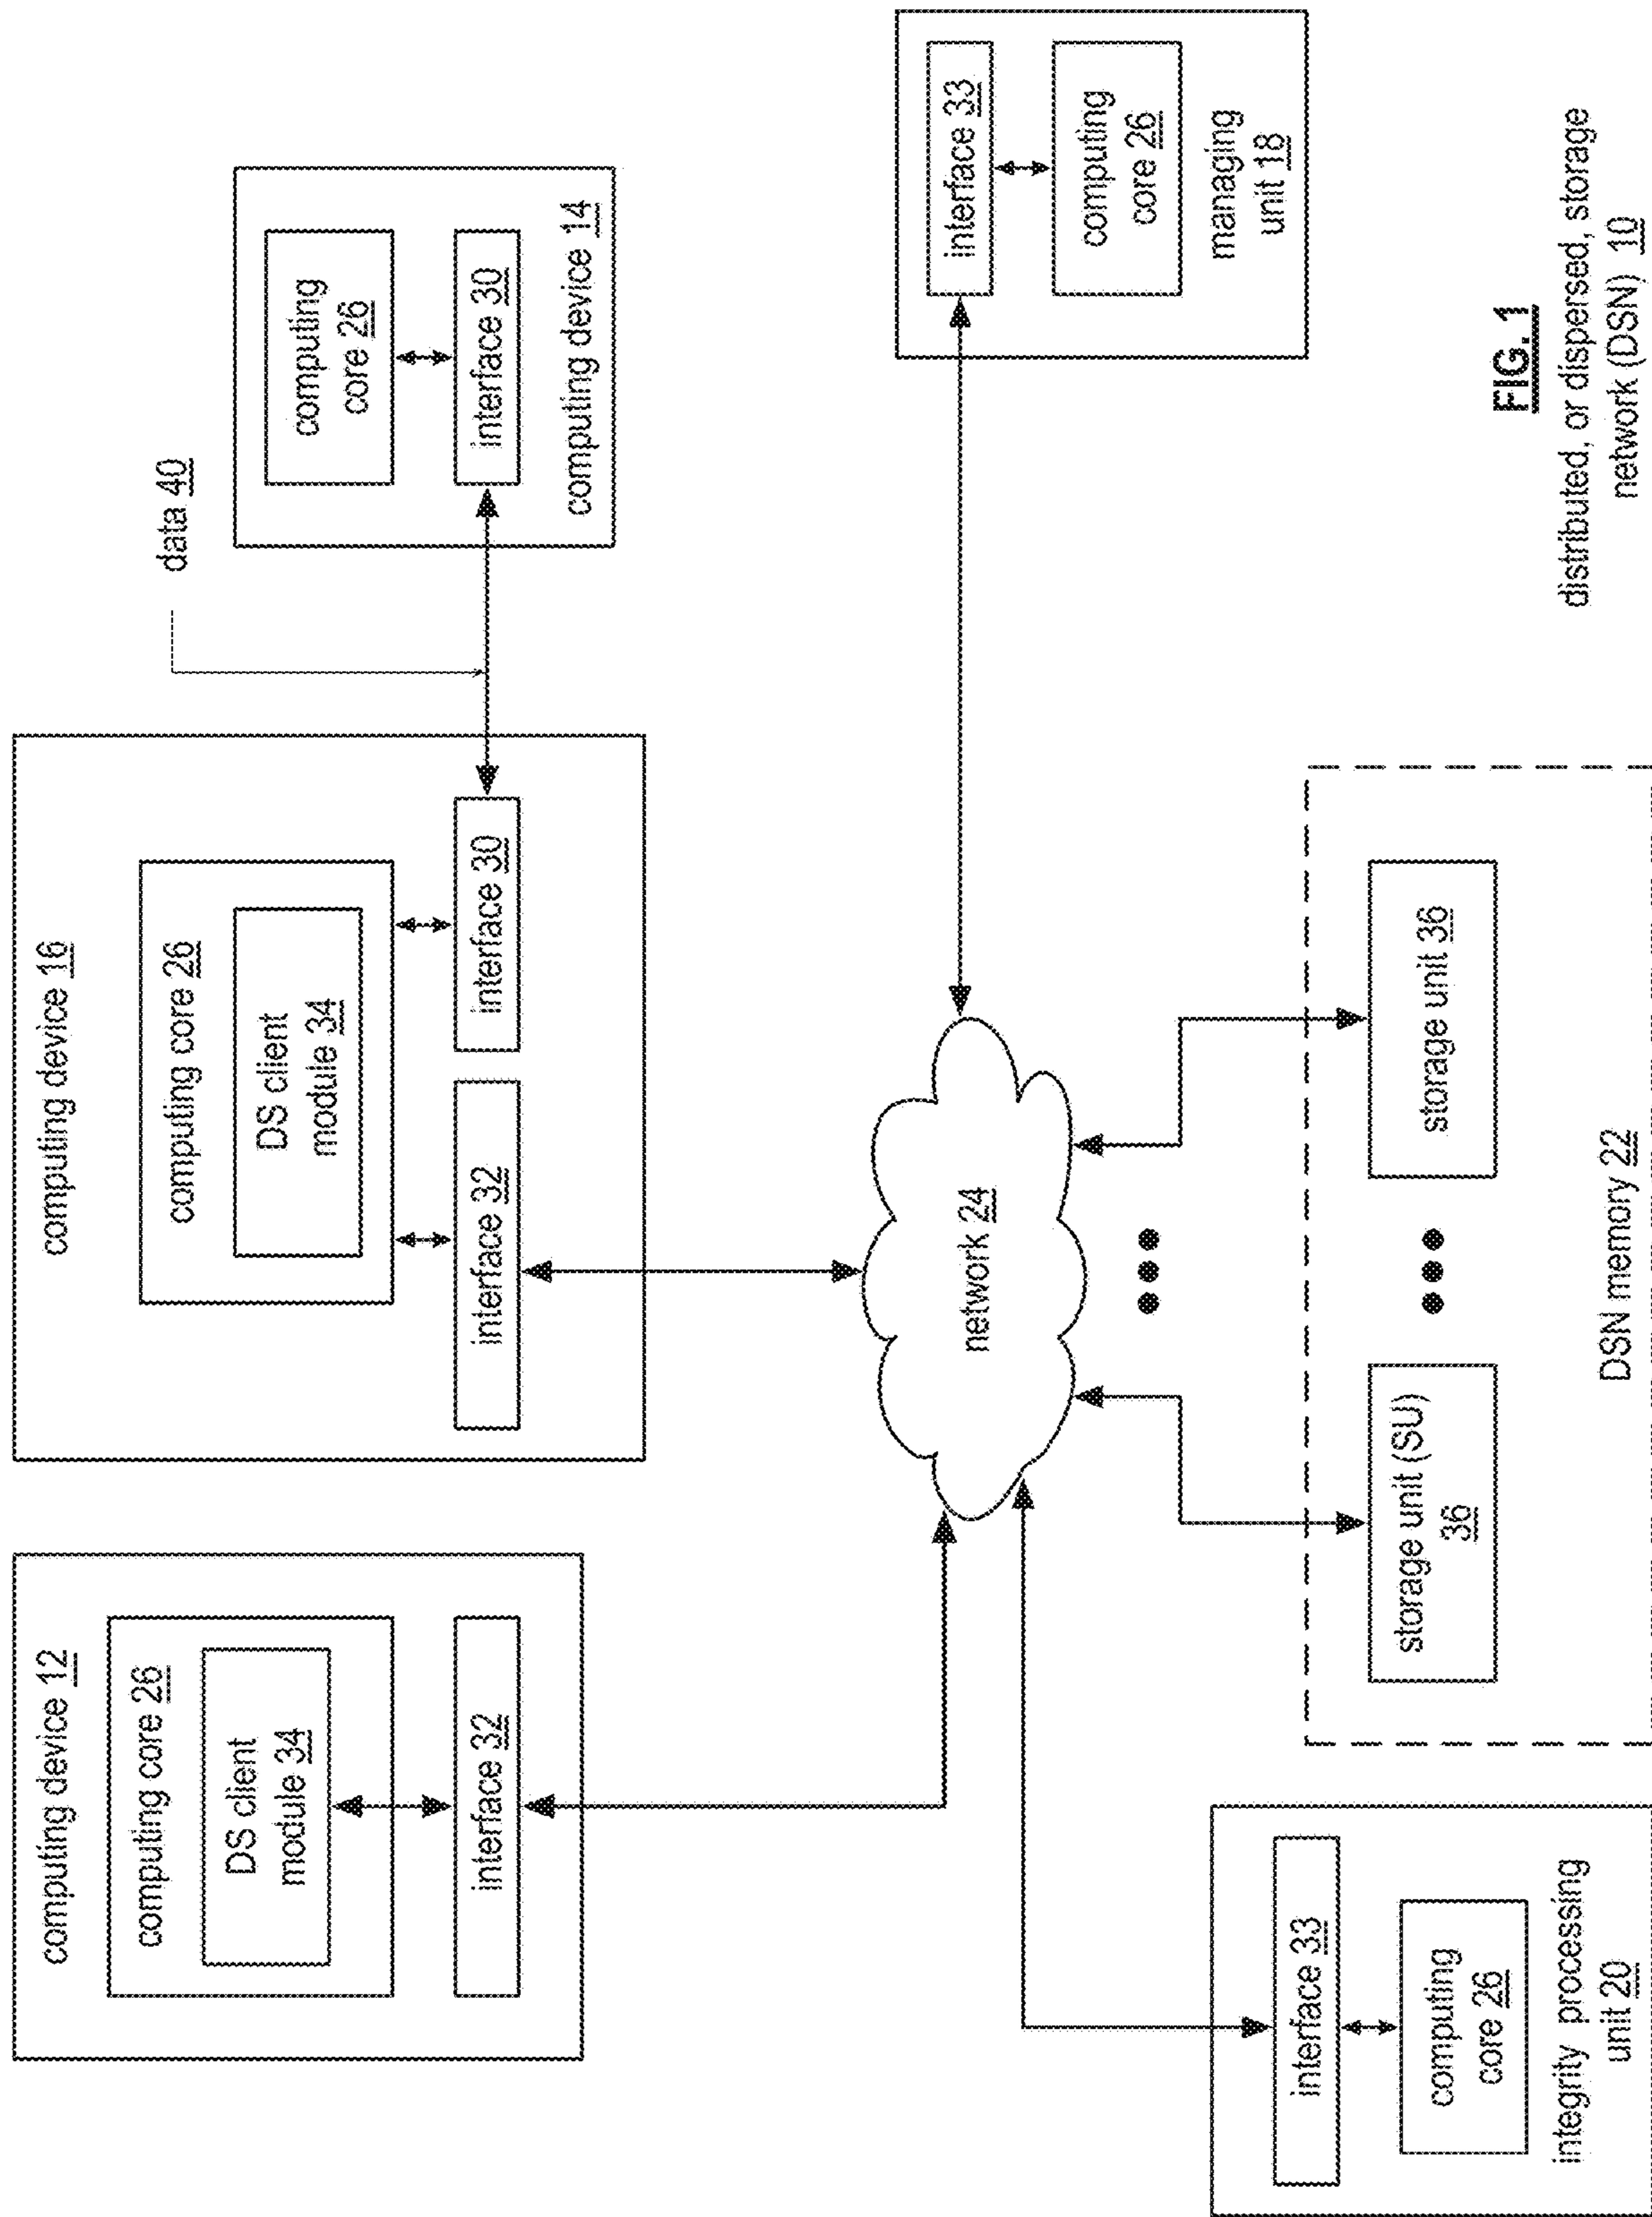 computing device 12
computing core 26
DS client
module 34
interface 32
computing device 16
computing core 26
DS client
module 34
interface 32
interface 30
data 40
computing
core 26
interface 30
computing device 14
network 24
interface 33
computing
core 26
managing
unit 18
interface 33
computing
core 26
integrity processing
unit 20
storage unit (SU)
36
storage unit 36
DSN memory 22
FIG. 1
distributed, or dispersed, storage
network (DSN) 10